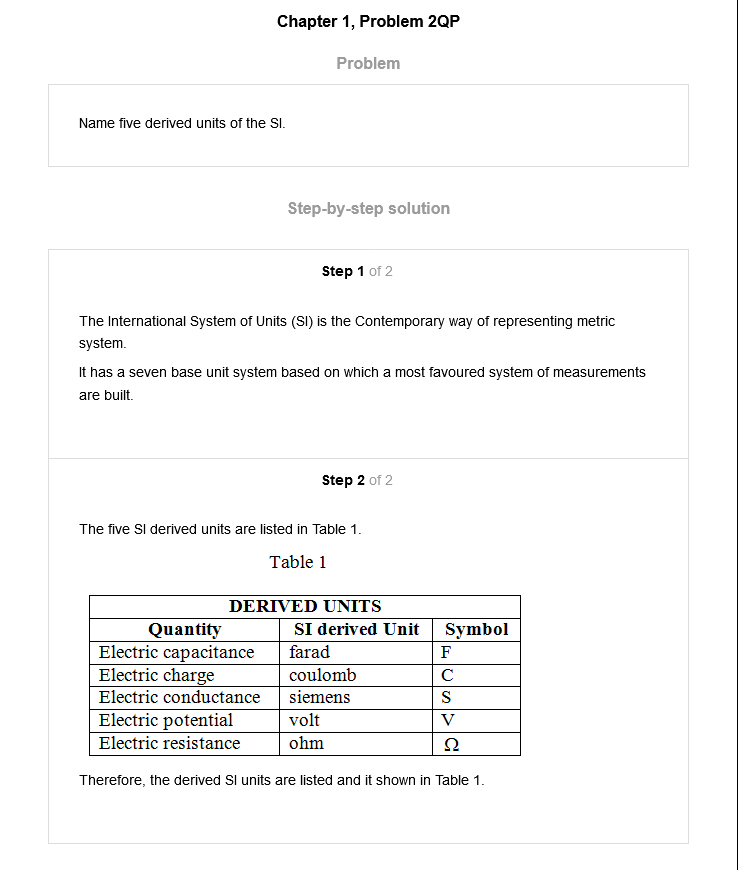 Chapter 1, Problem 2QP
Problem
Name five derived units of the SI.
Step-by-step solution
Step 1 of 2
The International System of Units (SI) is the Contemporary way of representing metric
system.
It has a seven base unit system based on which a most favoured system of measurements
are built.
Step 2 of 2
The five SI derived units are listed in Table 1.
Table 1
DERIVED UNITS
Quantity SI derived Unit Symbol
Electric capacitance farad F
Electric charge coulomb C
Electric conductance siemens S
Electric potential volt V
Electric resistance ohm Ω
Therefore, the derived SI units are listed and it shown in Table 1.